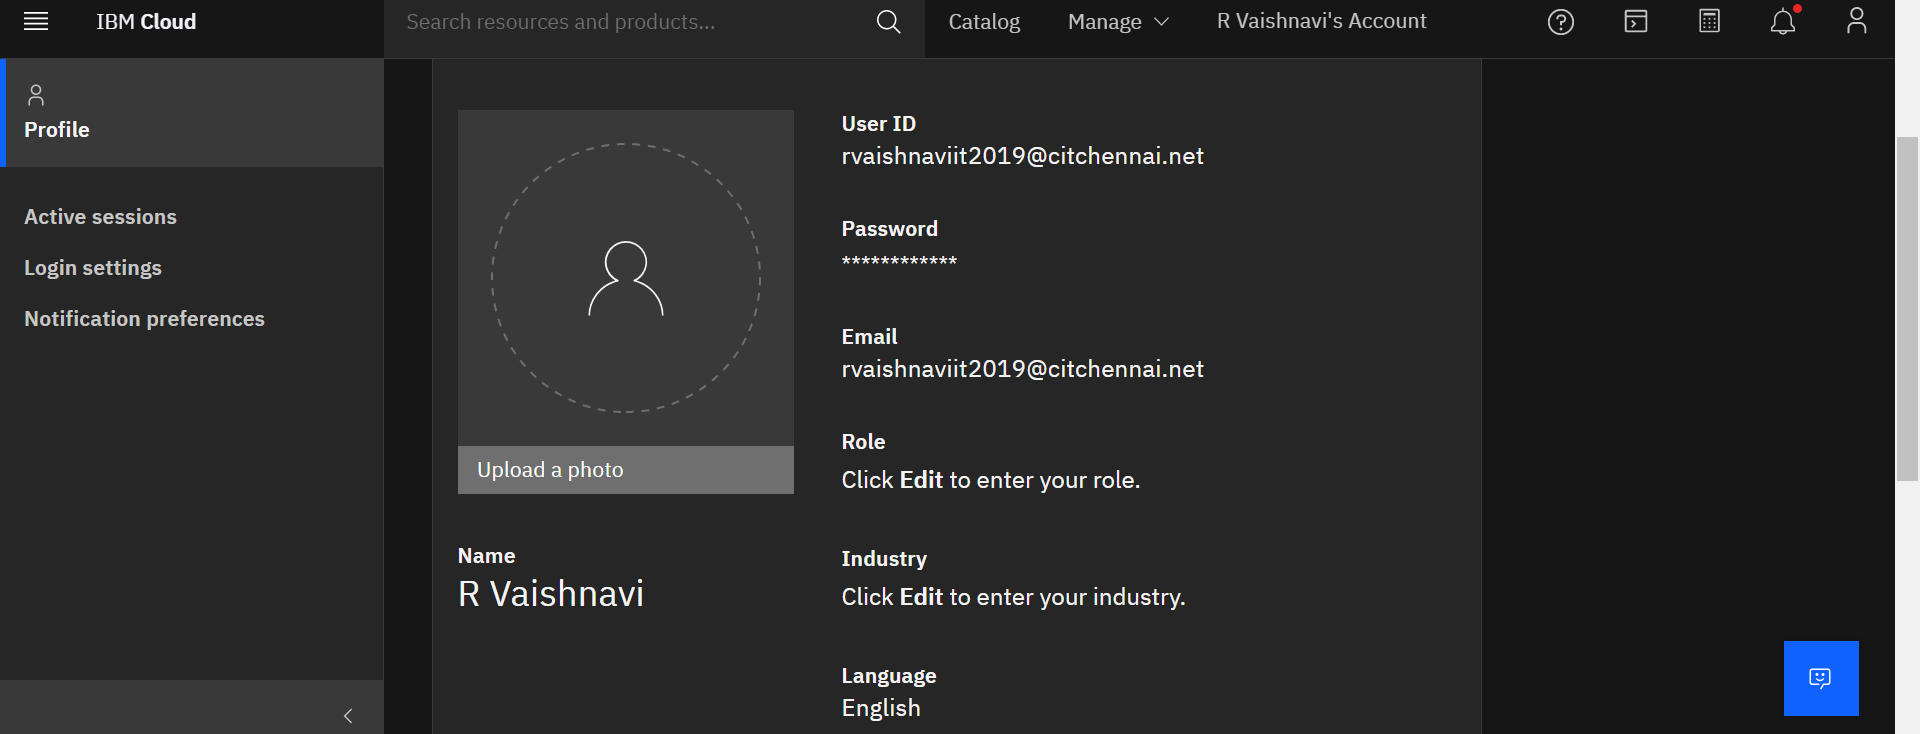 IBM Cloud
Search resources and products...
Catalog
Manage
R Vaishnavi's Account
Profile
Active sessions
Login settings
Notification preferences
Upload a photo
Name
R Vaishnavi
User ID
rvaishnaviit2019@citchennai.net
Password
************
Email
rvaishnaviit2019@citchennai.net
Role
Click Edit to enter your role.
Industry
Click Edit to enter your industry.
Language
English